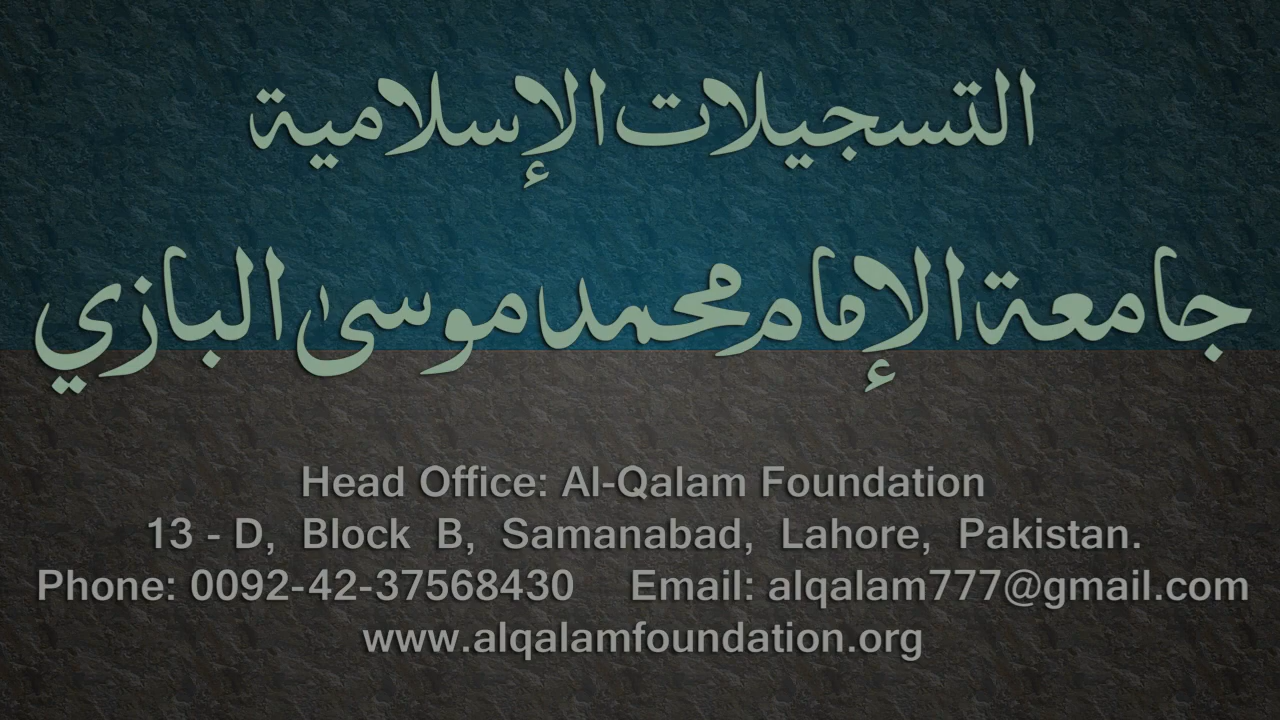 التسجيلات الإسلامية
جامعة الإمام محمد موسىٰ البازي
Head Office: Al-Qalam Foundation
13 - D, Block B, Samanabad, Lahore, Pakistan.
Phone: 0092-42-37568430 Email: alqalam777@gmail.com
www.alqalamfoundation.org